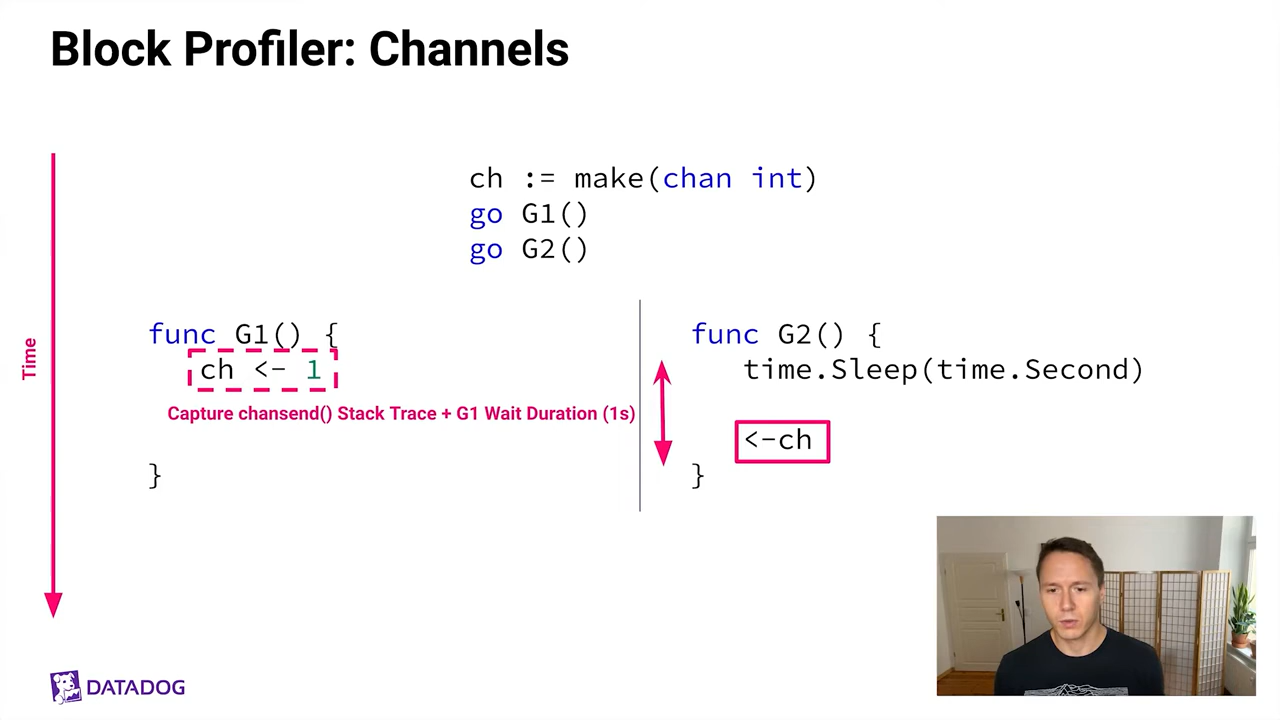 Block Profiler: Channels
ch := make(chan int)
go G1()
go G2()
Time
func G1() {
ch <- 1
Capture chansend() Stack Trace + G1 Wait Duration (1s)
}
func G2() {
time.Sleep(time.Second)
<-ch
}
DATADOG